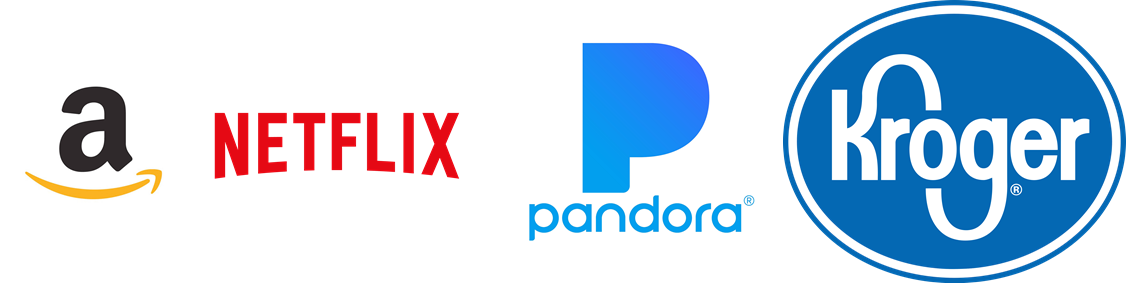 a
NETFLIX
P
pandora®
Kroger®